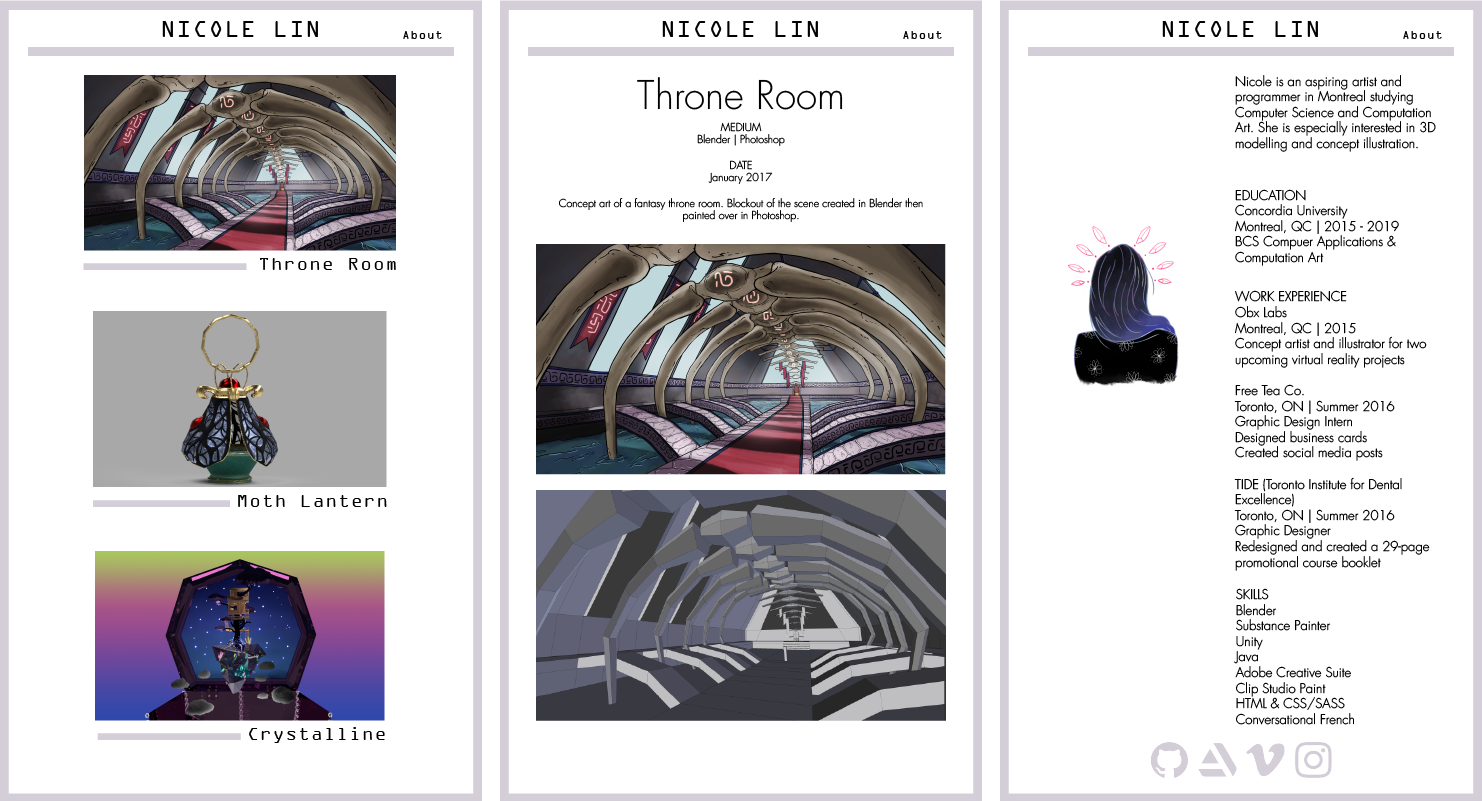 NICOLE LIN
About
Throne Room
Moth Lantern
Crystalline
NICOLE LIN
About
Throne Room
MEDIUM
Blender | Photoshop
DATE
January 2017
Concept art of a fantasy throne room. Blockout of the scene created in Blender then
painted over in Photoshop.
NICOLE LIN
About
Nicole is an aspiring artist and
programmer in Montreal studying
Computer Science and Computation
Art. She is especially interested in 3D
modelling and concept illustration.
EDUCATION
Concordia University
Montreal, QC | 2015 - 2019
BCS Compuer Applications &
Computation Art
WORK EXPERIENCE
Obx Labs
Montreal, QC | 2015
Concept artist and illustrator for two
upcoming virtual reality projects
Free Tea Co.
Toronto, ON | Summer 2016
Graphic Design Intern
Designed business cards
Created social media posts
TIDE (Toronto Institute for Dental
Excellence)
Toronto, ON | Summer 2016
Graphic Designer
Redesigned and created a 29-page
promotional course booklet
SKILLS
Blender
Substance Painter
Unity
Java
Adobe Creative Suite
Clip Studio Paint
HTML & CSS/SASS
Conversational French